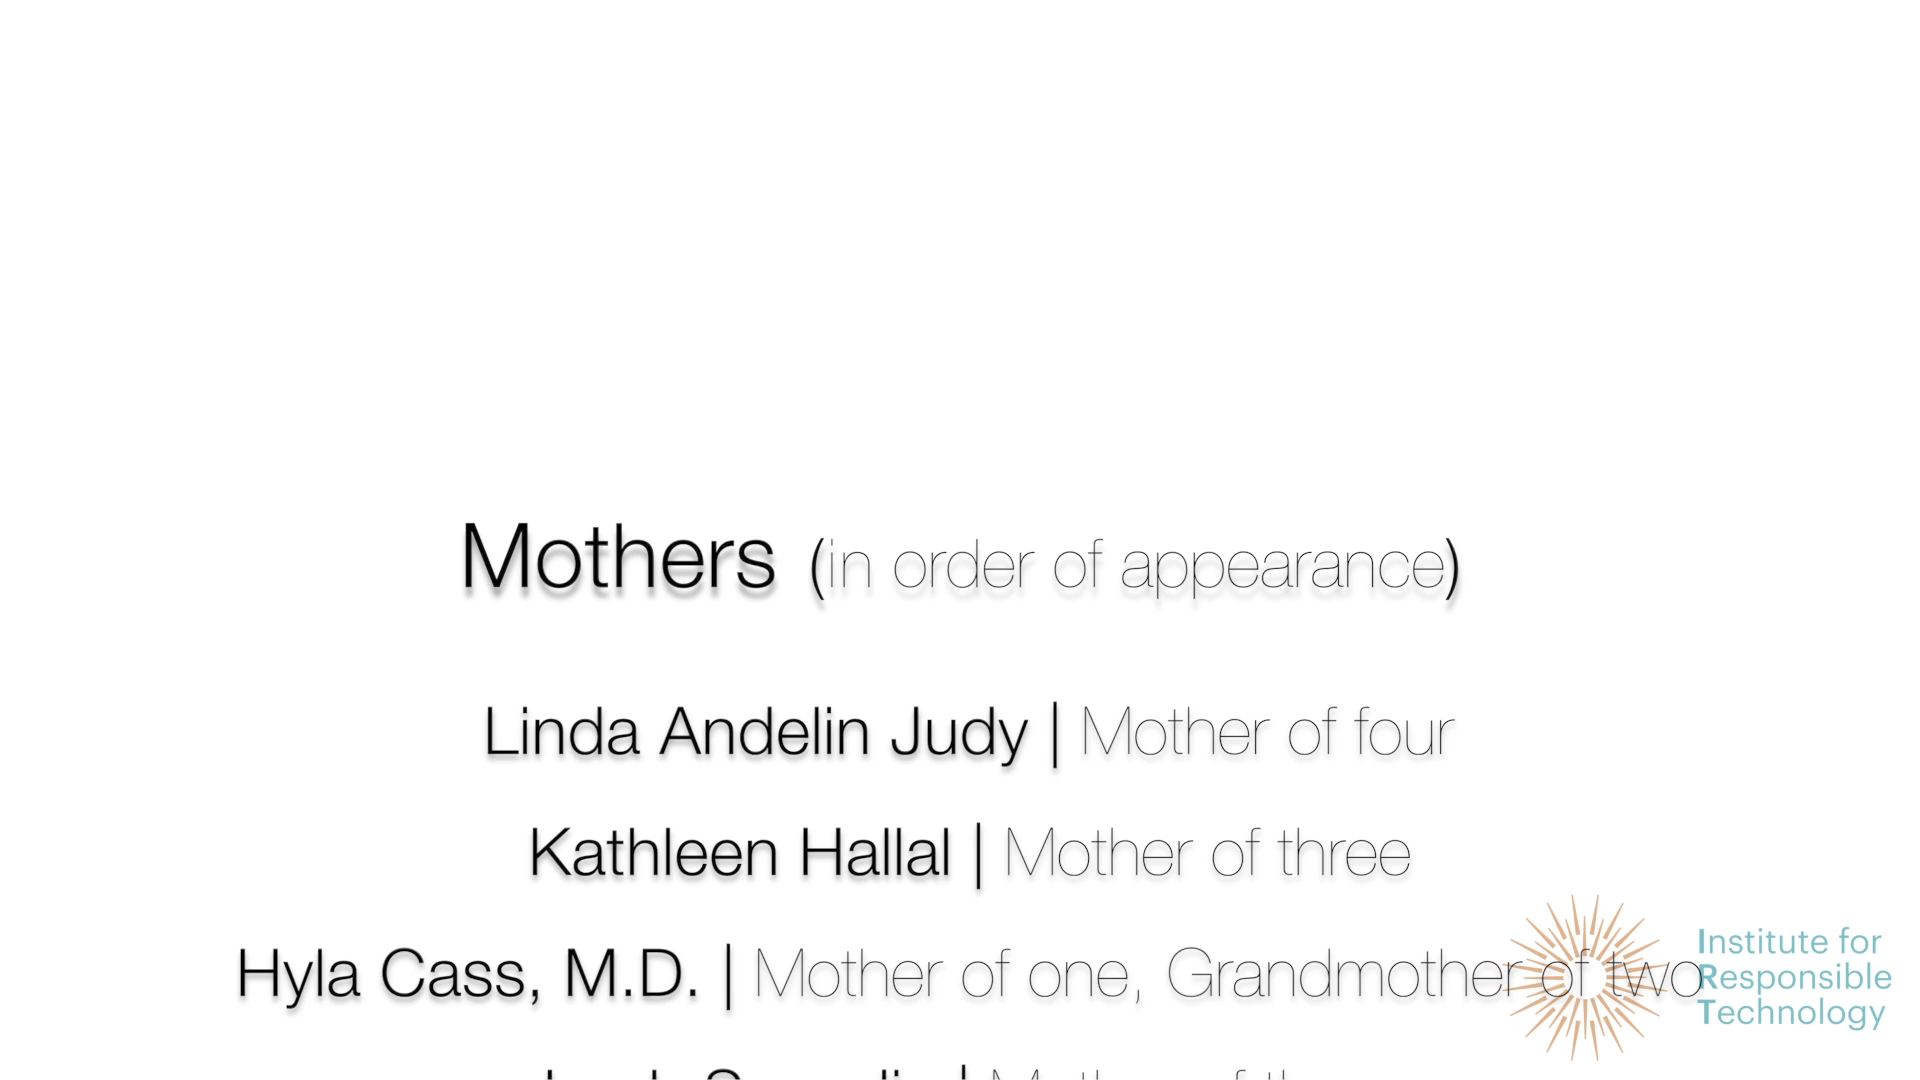 Mothers (in order of appearance)
Linda Andelin Judy | Mother of four
Kathleen Hallal | Mother of three
Hyla Cass, M.D. | Mother of one, Grandmother of two
Institute for
Responsible
Technology